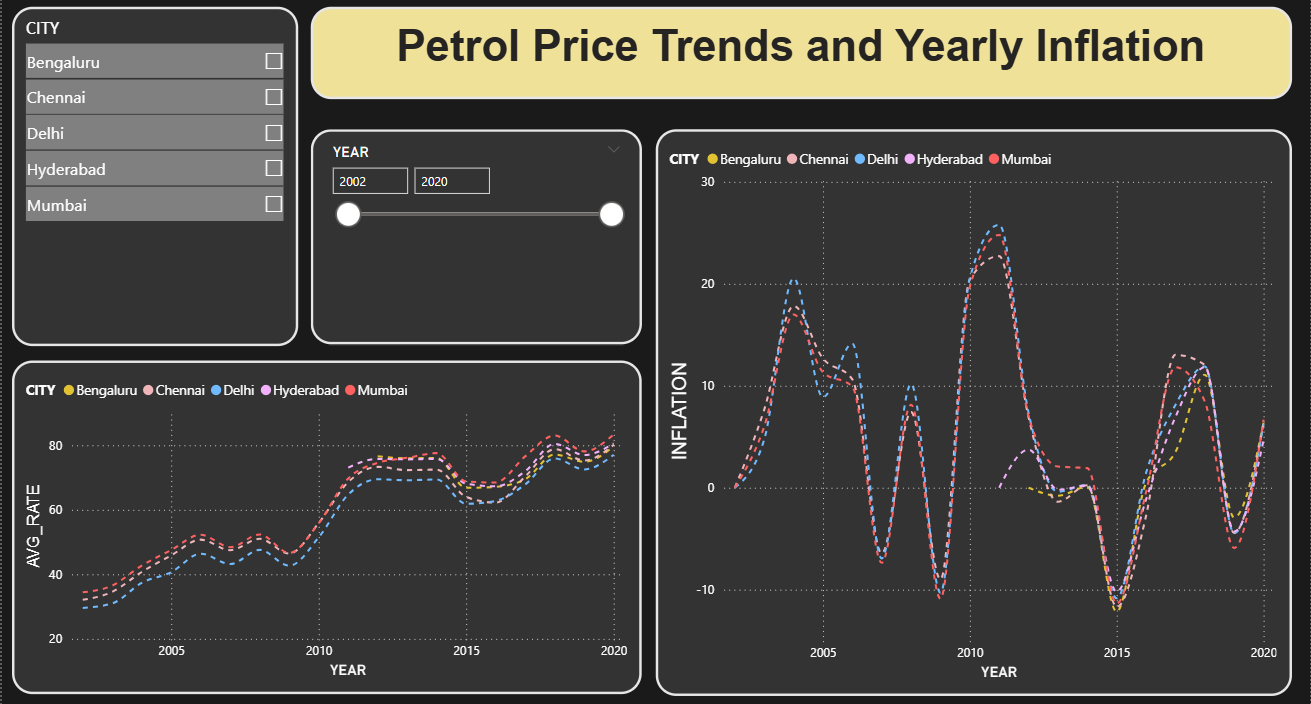 CITY
Bengaluru
Chennai
Delhi
Hyderabad
Mumbai
Petrol Price Trends and Yearly Inflation
YEAR
2002 2020
CITY Bengaluru Chennai Delhi Hyderabad Mumbai
80
60
40
20
AVG_RATE
2005 2010 2015 2020
YEAR
CITY Bengaluru Chennai Delhi Hyderabad Mumbai
30
20
10
0
-10
INFLATION
2005 2010 2015 2020
YEAR